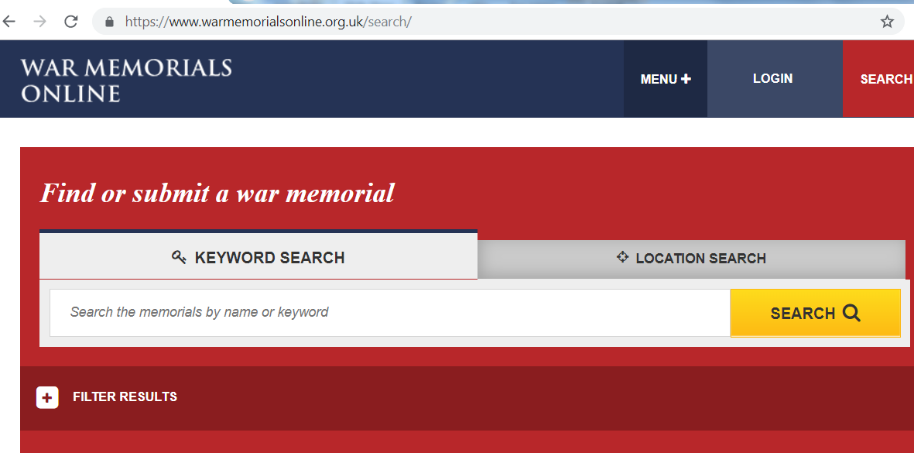 https://www.warmemorialsonline.org.uk/search/
WAR MEMORIALS
ONLINE
MENU
LOGIN
SEARCH
Find or submit a war memorial
KEYWORD SEARCH
LOCATION SEARCH
Search the memorials by name or keyword
SEARCH
FILTER RESULTS